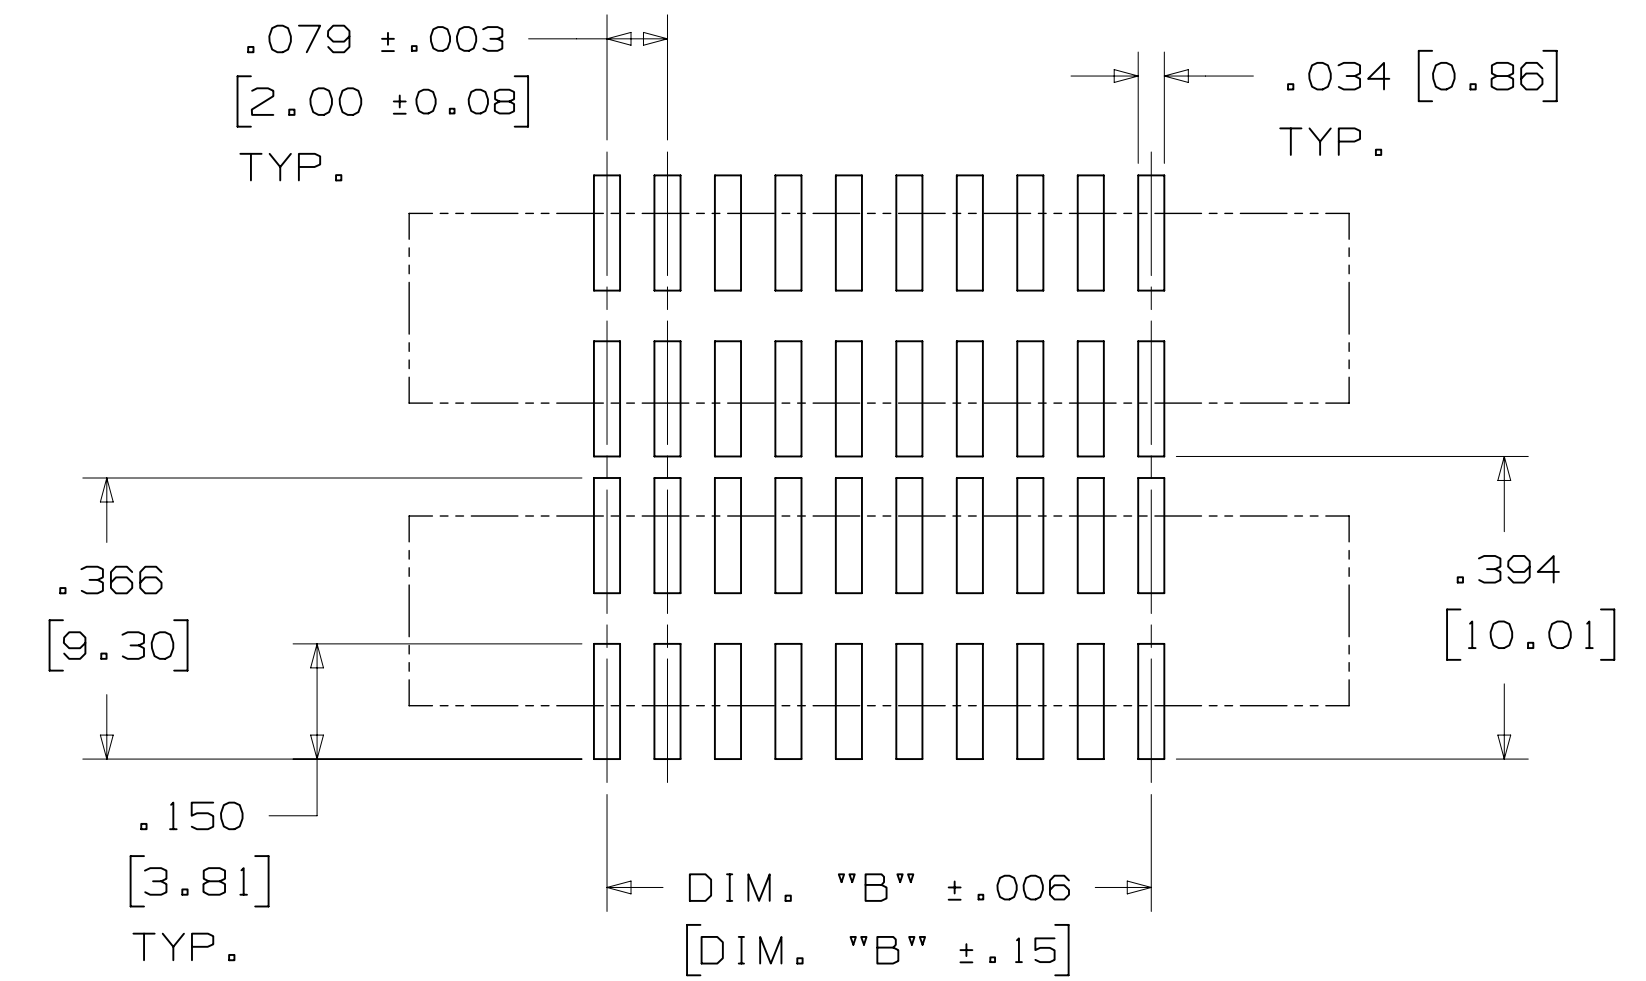 .079 ±.003
[2.00 ±0.08]
TYP.
.034 [0.86]
TYP.
.366
[9.30]
.394
[10.01]
.150
[3.81]
TYP.
DIM. "B" ±.006
[DIM. "B" ±.15]